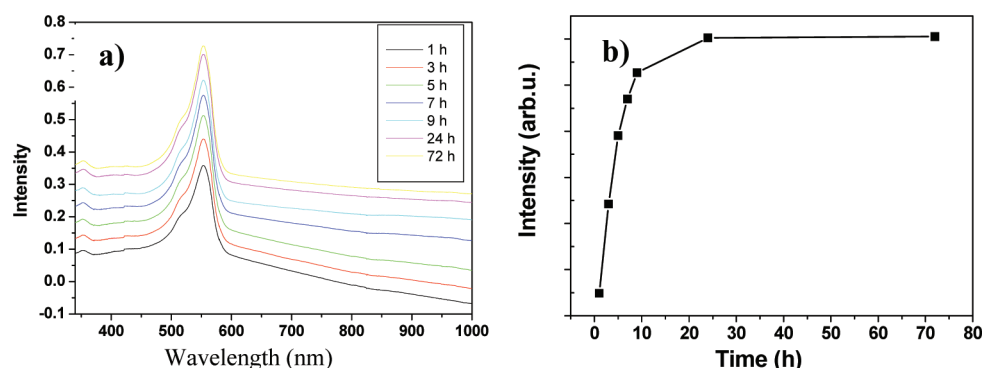 a)
0.8
0.7
0.6
0.5
0.4
0.3
0.2
0.1
0.0
-0.1
Intensity
400 500 600 700 800 900 1000
Wavelength (nm)
1 h
3 h
5 h
7 h
9 h
24 h
72 h
b)
Intensity (arb.u.)
0 10 20 30 40 50 60 70 80
Time (h)